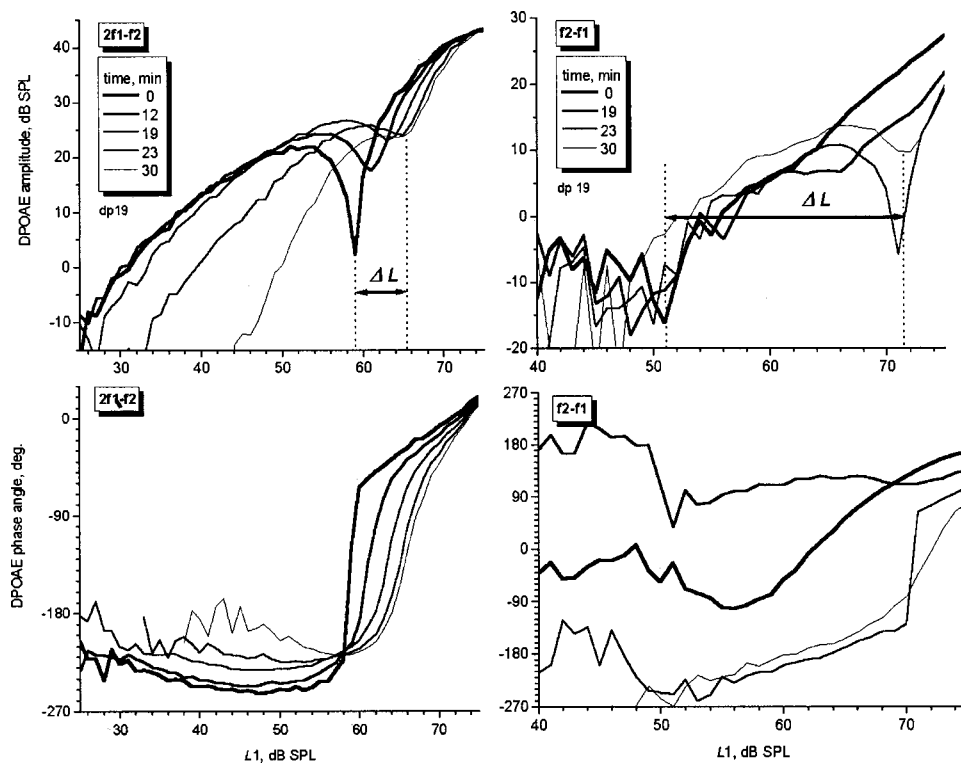 2f1-f2
time, min
0
12
19
23
30
dp19
DPOAE amplitude, dB SPL
40
30
20
10
0
-10
30 40 50 60 70
ΔL
f2-f1
time, min
0
19
23
30
dp 19
30
20
10
0
-10
-20
40 50 60 70
ΔL
2f1-f2
DPOAE phase angle, deg.
0
-90
-180
-270
30 40 50 60 70
L1, dB SPL
f2-f1
270
180
90
0
-90
-180
-270
40 50 60 70
L1, dB SPL